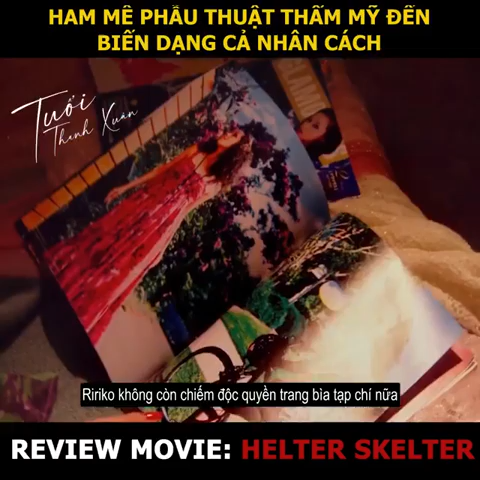 HAM MÊ PHẪU THUẬT THẨM MỸ ĐẾN
BIẾN DẠNG CẢ NHÂN CÁCH
Tuổi
Thanh Xuân
Ririko không còn chiếm độc quyền trang bìa tạp chí nữa
REVIEW MOVIE: HELTER SKELTER